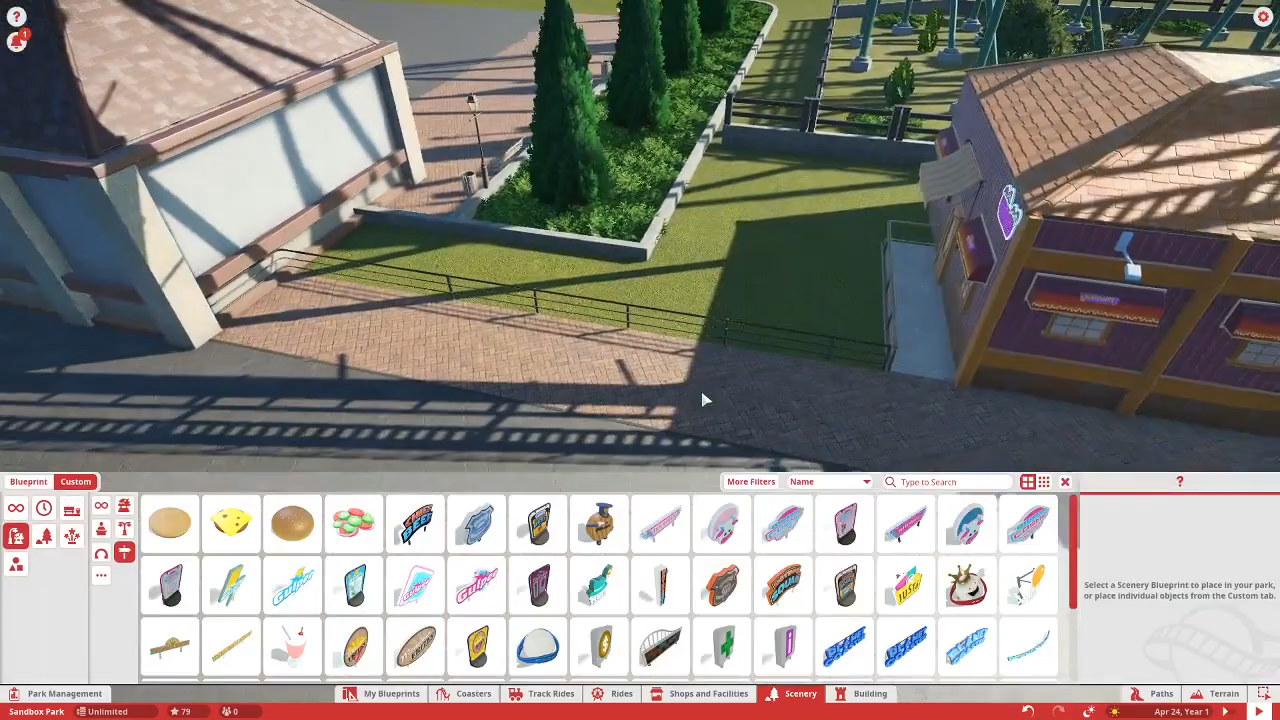 1
Blueprint
Custom
More Filters
Name
Type to Search
?
Select a Scenery Blueprint to place in your park,
or place individual objects from the Custom tab.
Park Management
My Blueprints
Coasters
Track Rides
Rides
Shops and Facilities
Scenery
Building
Paths
Terrain
Sandbox Park
Unlimited
79
0
Apr 24, Year 1